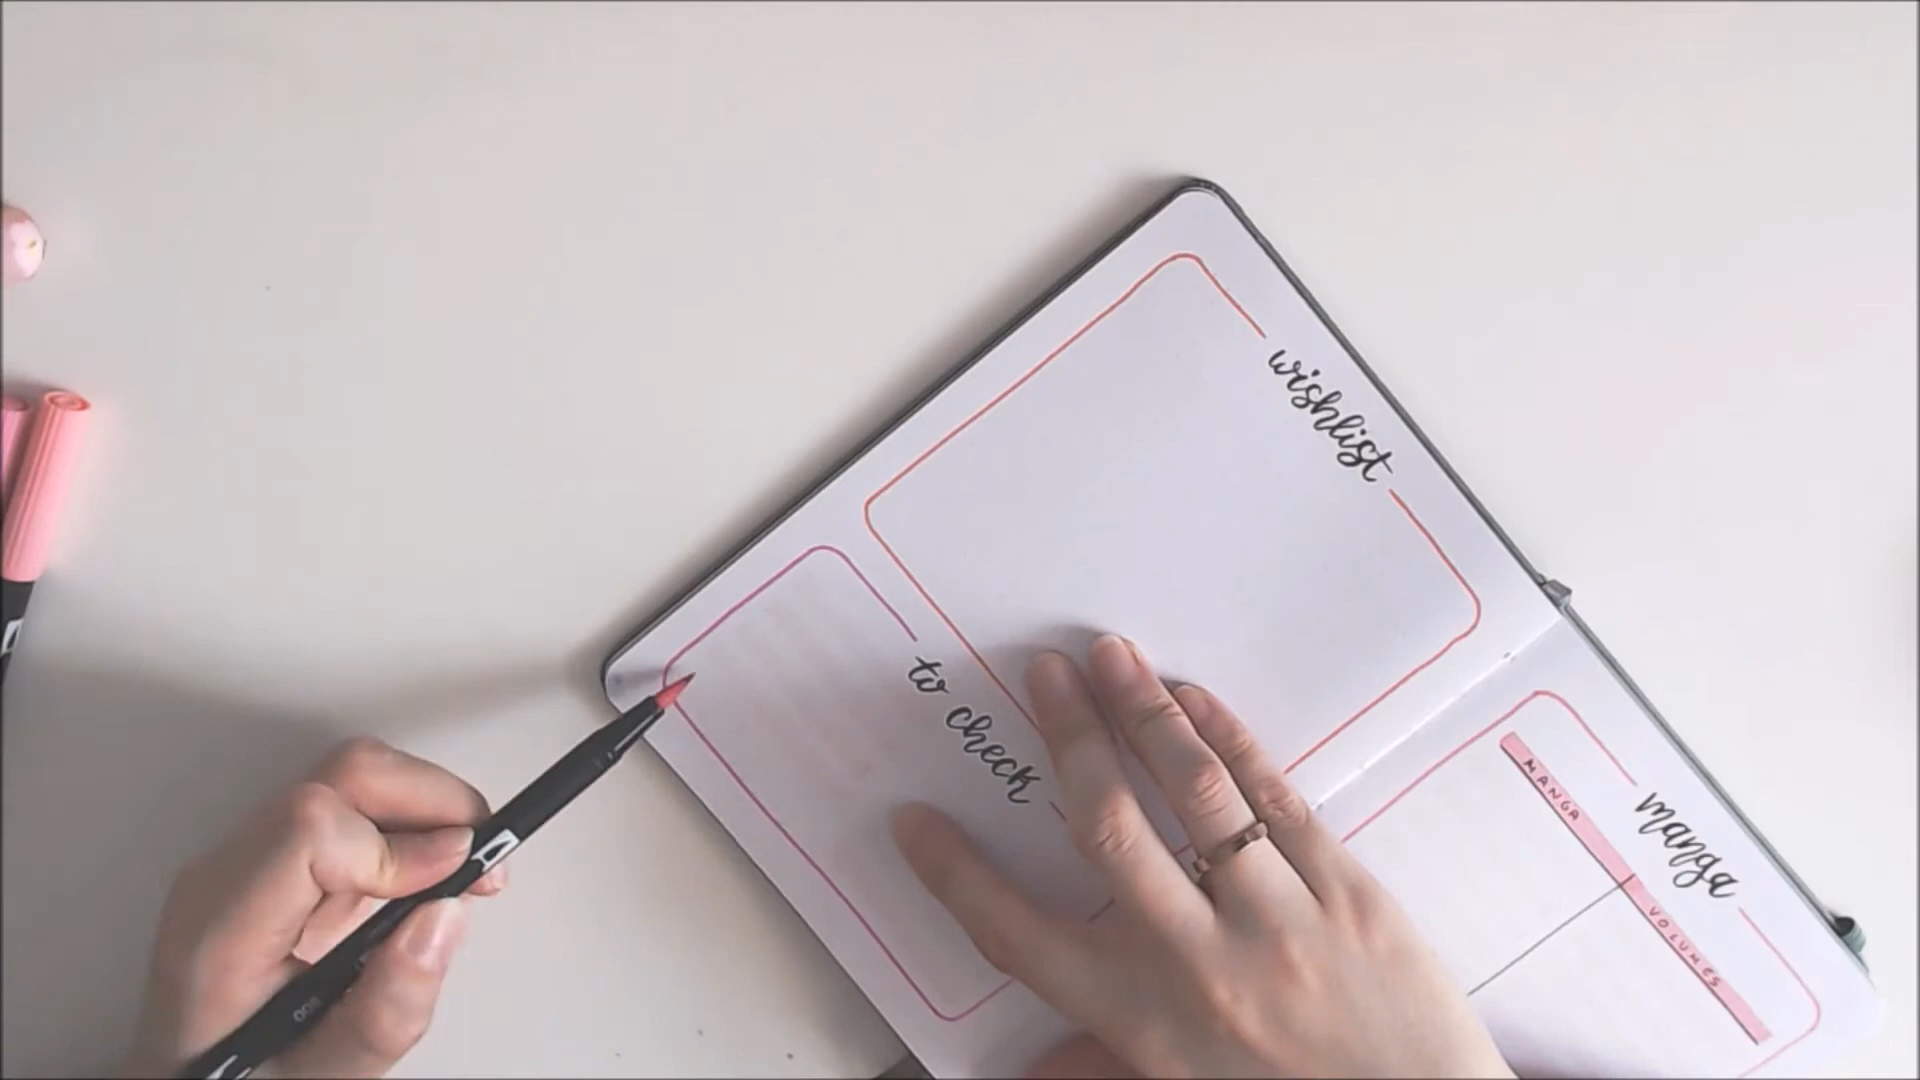 wishlist
to check
manga
MANGA
VOLUMES